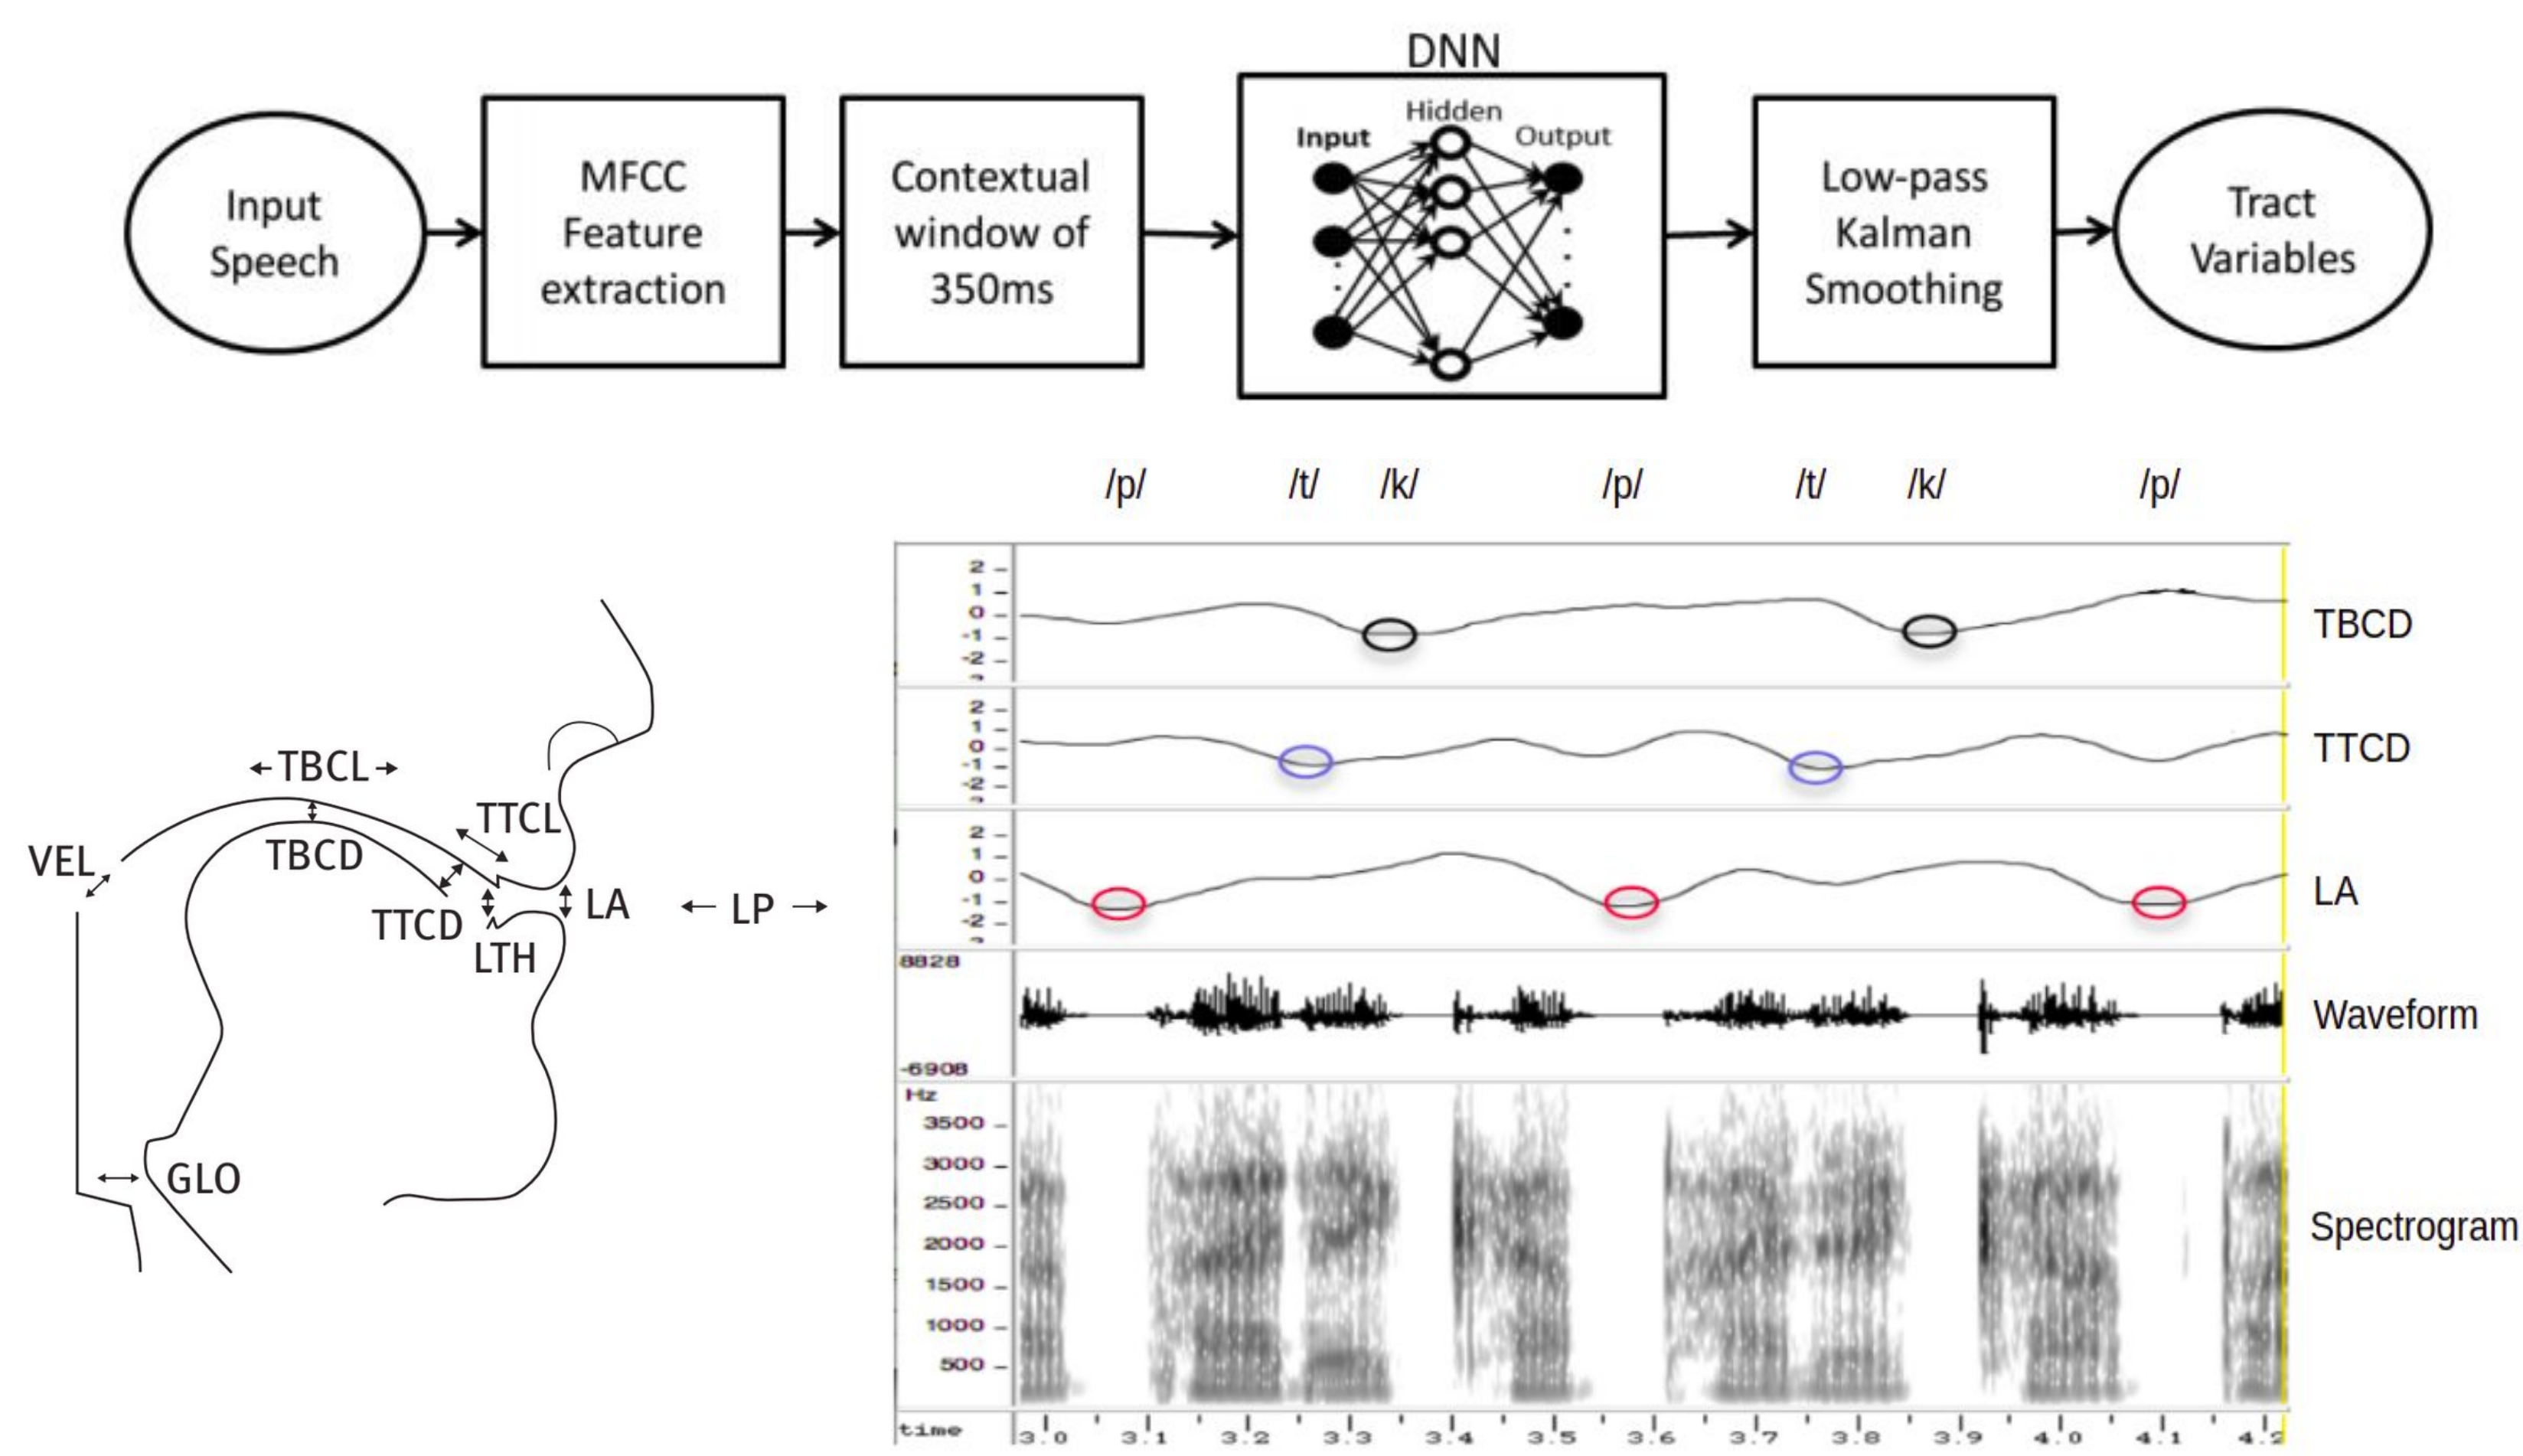 DNN
Input
Speech
MFCC
Feature
extraction
Contextual
window of
350ms
Input
Hidden
Output
Low-pass
Kalman
Smoothing
Tract
Variables
/p/ /t/ /k/ /p/ /t/ /k/ /p/
TBCL
TTCL
VEL
TBCD
TTCD
LA
LP
LTH
GLO
2
1
0
-1
-2
TBCD
2
1
0
-1
-2
TTCD
2
1
0
-1
-2
LA
8828
-6908
Waveform
Hz
3500
3000
2500
2000
1500
1000
500
Spectrogram
time 3.0 3.1 3.2 3.3 3.4 3.5 3.6 3.7 3.8 3.9 4.0 4.1 4.2